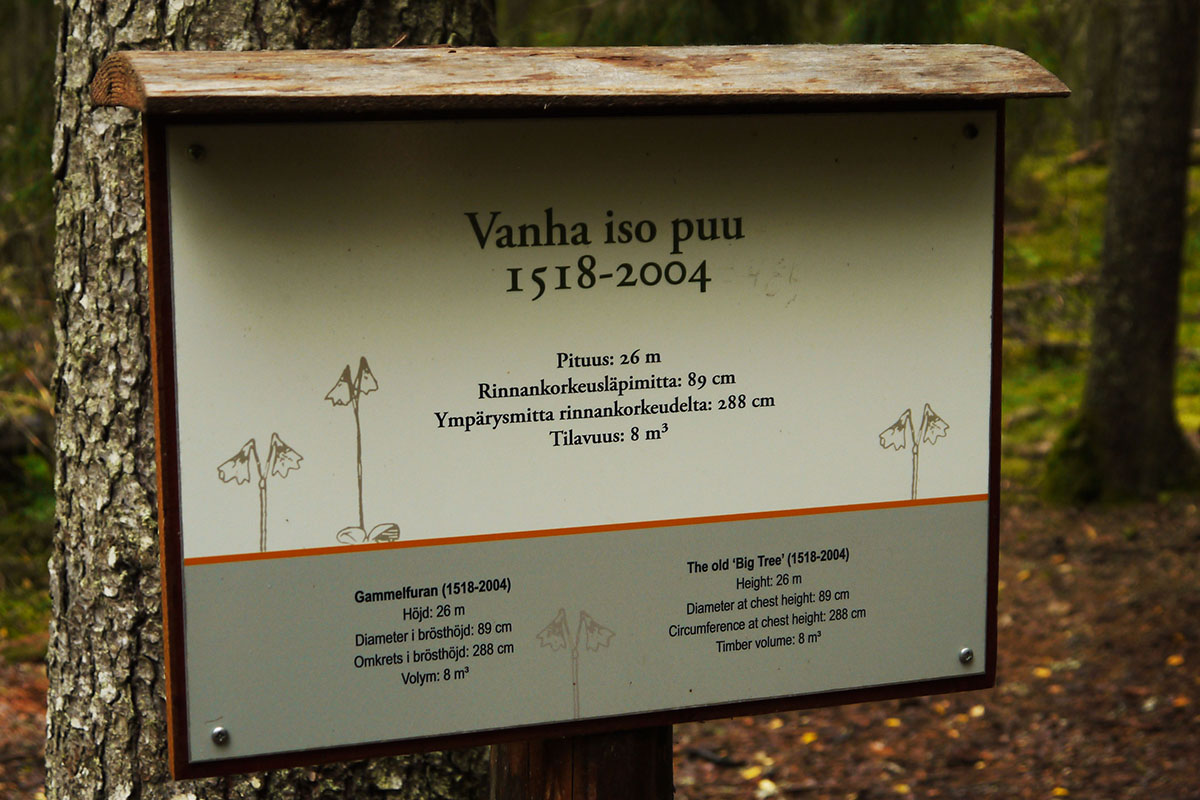 Vanha iso puu
1518-2004
Pituus: 26 m
Rinnankorkeusläpimitta: 89 cm
Ympärysmitta rinnankorkeudelta: 288 cm
Tilavuus: 8 m³
Gammelfuran (1518-2004)
Höjd: 26 m
Diameter i brösthöjd: 89 cm
Omkrets i brösthöjd: 288 cm
Volym: 8 m³
The old ‘Big Tree’ (1518-2004)
Height: 26 m
Diameter at chest height: 89 cm
Circumference at chest height: 288 cm
Timber volume: 8 m³